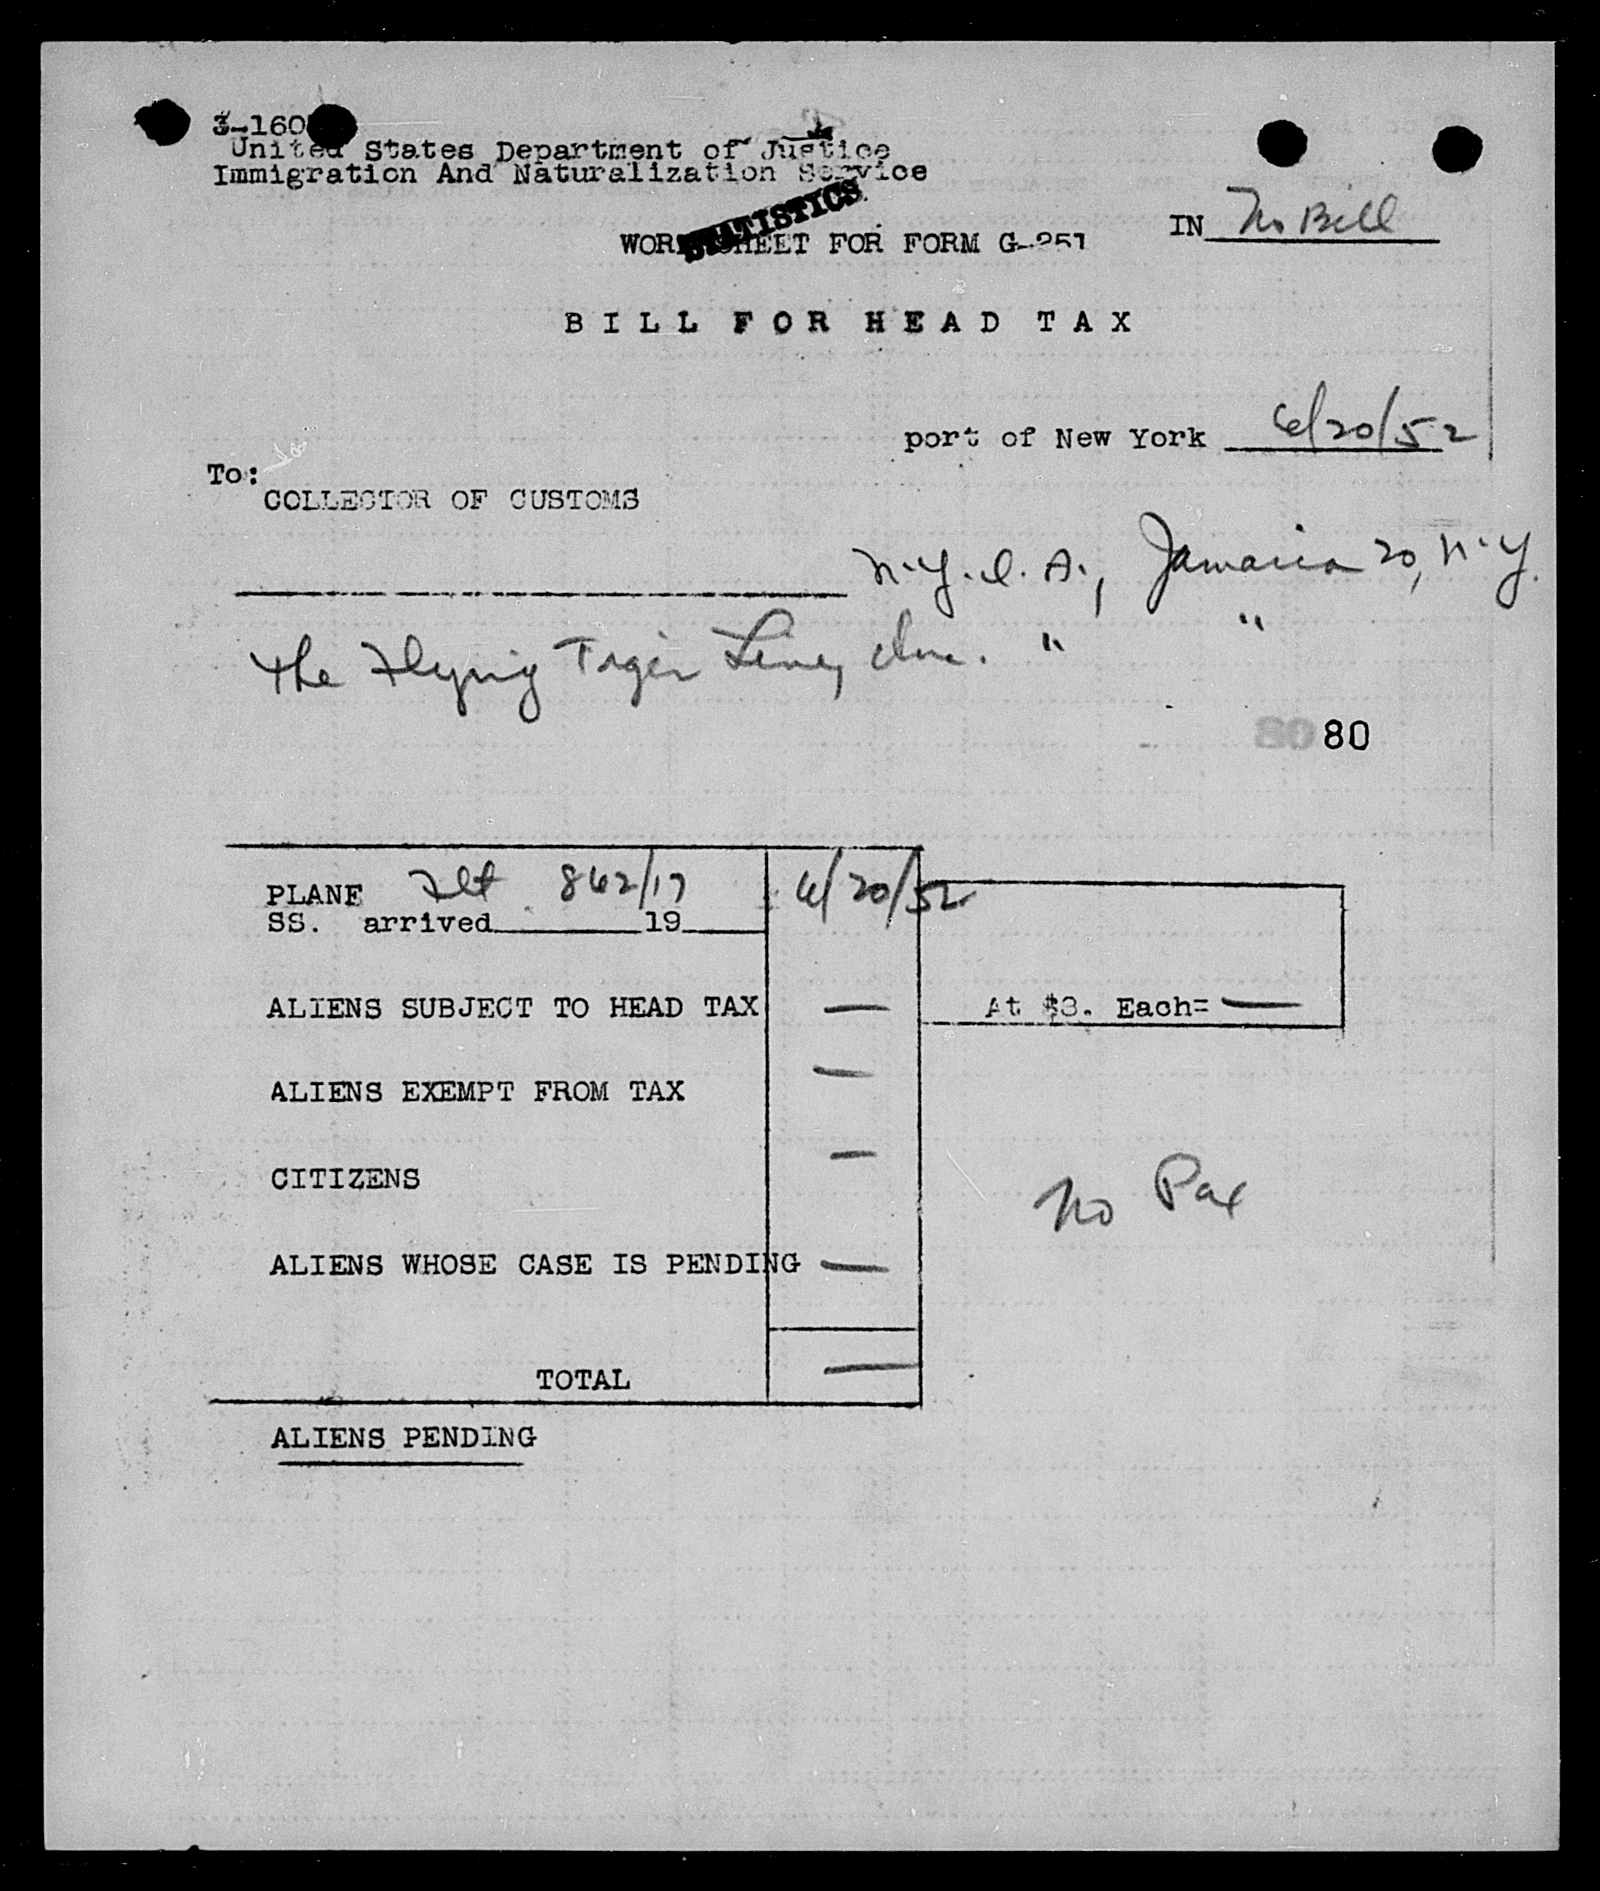 3-160
United States Department of Justice
Immigration And Naturalization Service
STATISTICS
WORKSHEET FOR FORM G-251
IN No Bill
BILL FOR HEAD TAX
port of New York 6/20/52
To:
COLLECTOR OF CUSTOMS
N.Y.I.A., Jamaica 20, N.Y.
The Flying Tiger Line, Inc. " "
80 80
PLANE Flt 862/17 6/20/52
SS. arrived 19
ALIENS SUBJECT TO HEAD TAX — At $8. Each= —
ALIENS EXEMPT FROM TAX —
CITIZENS —
No Pax
ALIENS WHOSE CASE IS PENDING —
TOTAL —
ALIENS PENDING